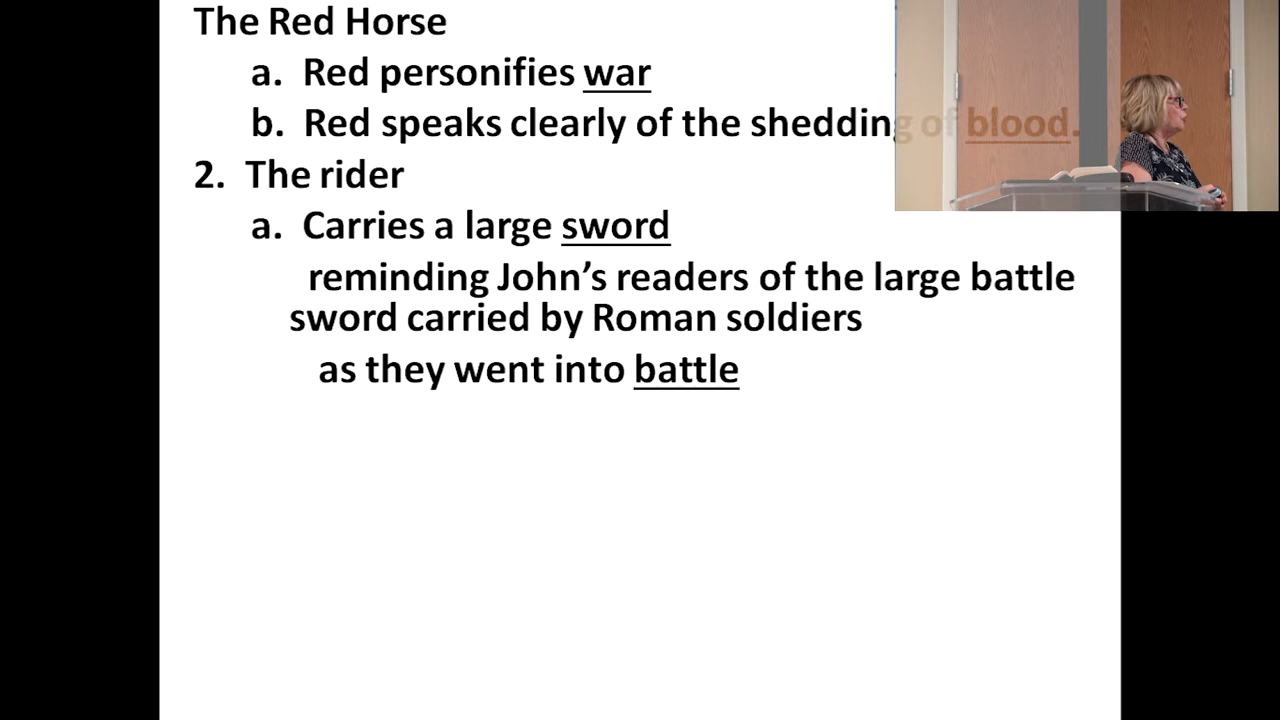 The Red Horse
a. Red personifies war
b. Red speaks clearly of the shedding of blood.
2. The rider
a. Carries a large sword
reminding John’s readers of the large battle
sword carried by Roman soldiers
as they went into battle